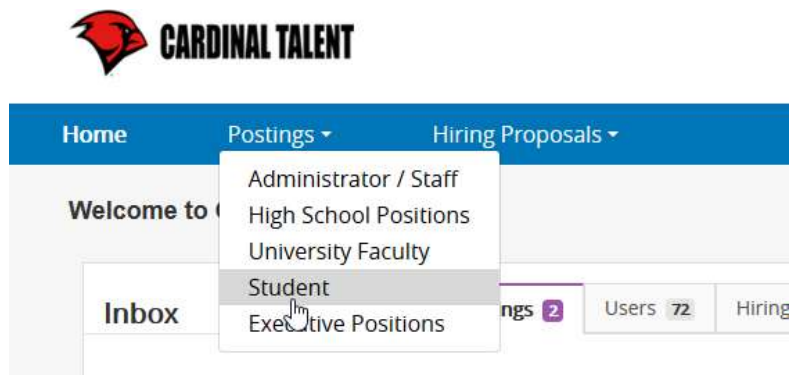 CARDINAL TALENT
Home Postings Hiring Proposals
Administrator / Staff
Welcome to
High School Positions
University Faculty
Student
Inbox ngs 2 Users 72 Hiring
Executive Positions